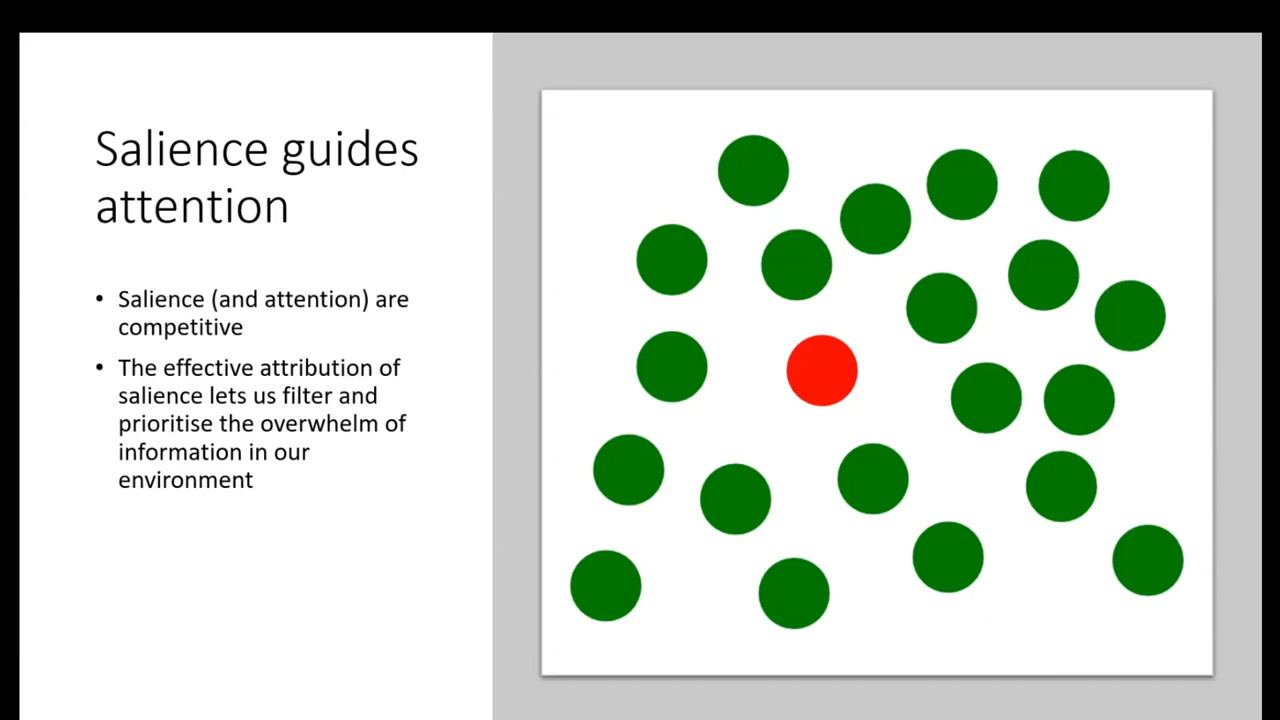 Salience guides
attention
• Salience (and attention) are
competitive
• The effective attribution of
salience lets us filter and
prioritise the overwhelm of
information in our
environment